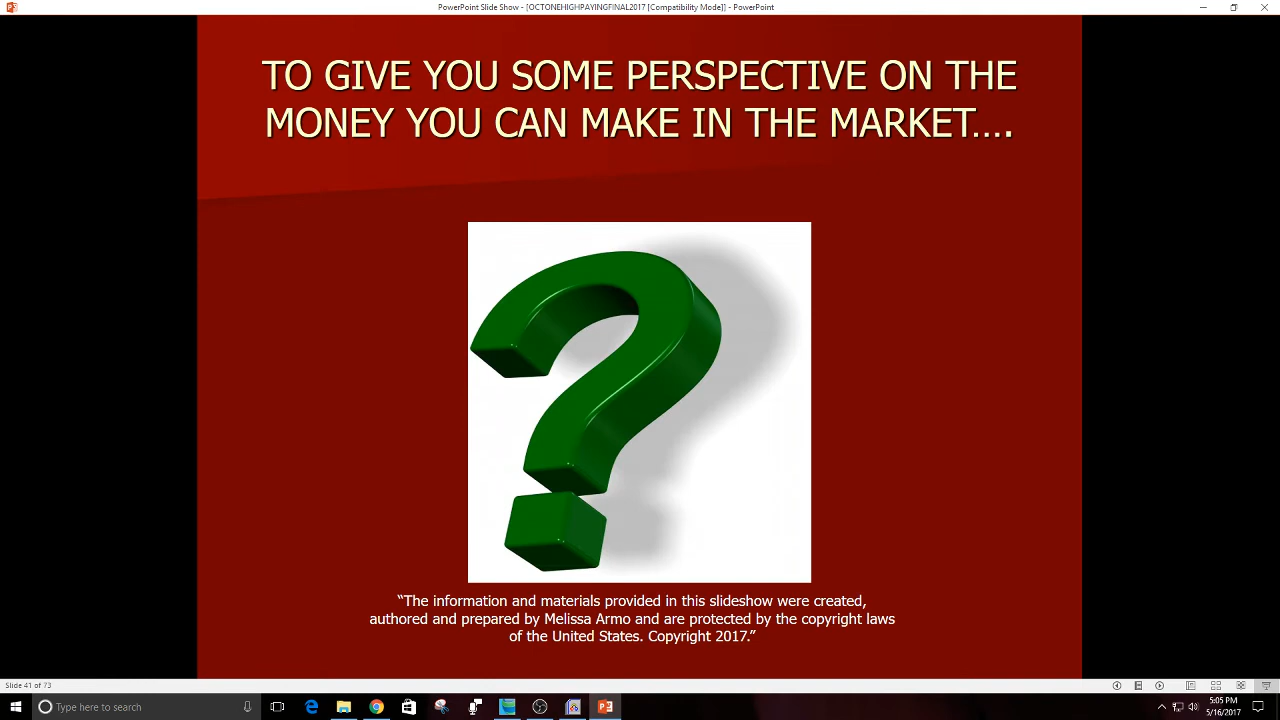 PowerPoint Slide Show - [OCTONEHIGHPAYINGFINAL2017 [Compatibility Mode]] - PowerPoint
TO GIVE YOU SOME PERSPECTIVE ON THE
MONEY YOU CAN MAKE IN THE MARKET….
“The information and materials provided in this slideshow were created,
authored and prepared by Melissa Armo and are protected by the copyright laws
of the United States. Copyright 2017.”
Slide 41 of 73
Type here to search
5:05 PM
5/16/2017